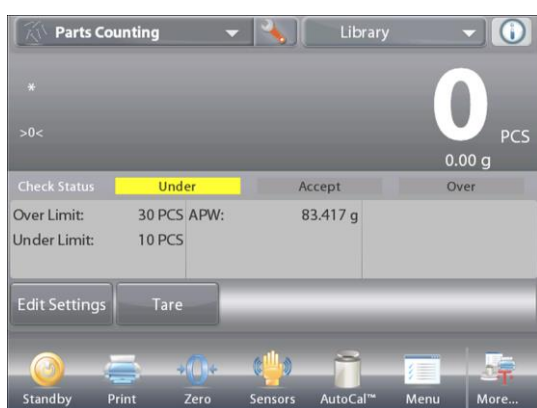 Parts Counting Library
*
0
>0< PCS
0.00 g
Check Status Under Accept Over
Over Limit: 30 PCS APW: 83.417 g
Under Limit: 10 PCS
Edit Settings Tare
Standby Print Zero Sensors AutoCal™ Menu More...